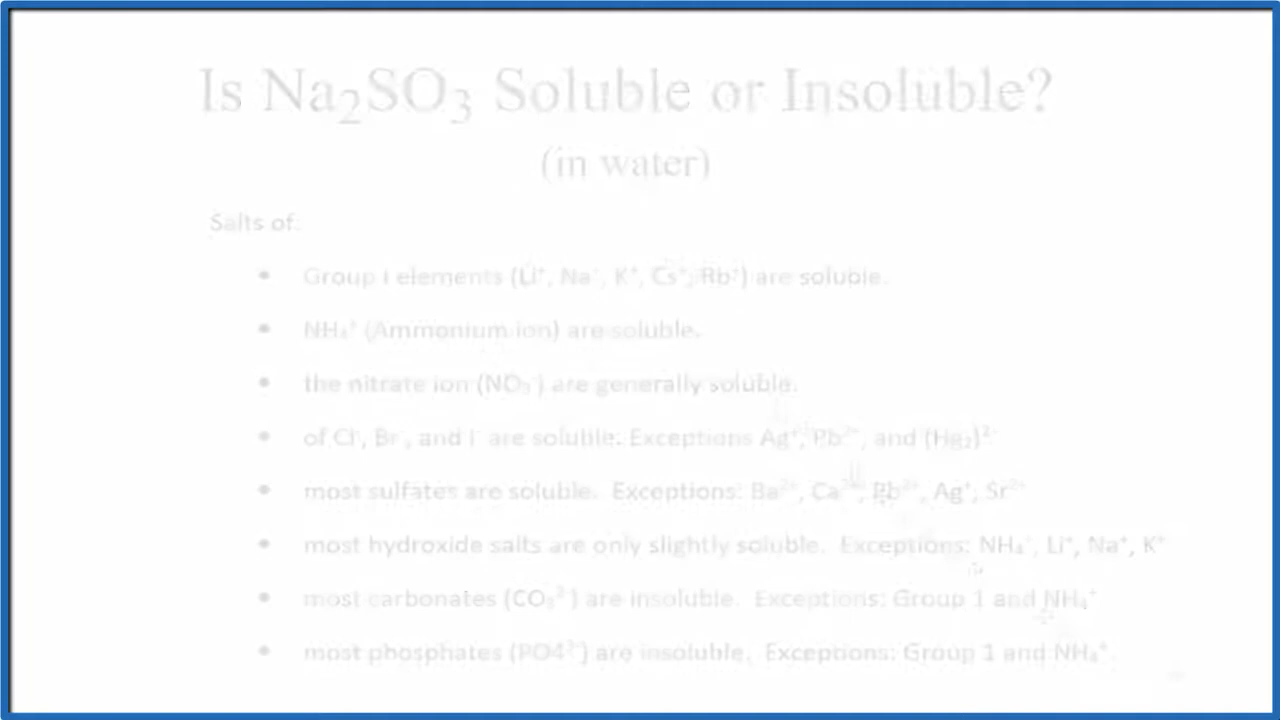 Is Na₂SO₃ Soluble or Insoluble?
(in water)
Salts of:
• Group I elements (Li⁺, Na⁺, K⁺, Cs⁺, Rb⁺) are soluble.
• NH₄⁺ (Ammonium ion) are soluble.
• the nitrate ion (NO₃⁻) are generally soluble.
• of Cl⁻, Br⁻, and I⁻ are soluble. Exceptions Ag⁺, Pb²⁺, and (Hg₂)²⁺
• most sulfates are soluble. Exceptions: Ba²⁺, Ca²⁺, Pb²⁺, Ag⁺, Sr²⁺
• most hydroxide salts are only slightly soluble. Exceptions: NH₄⁺, Li⁺, Na⁺, K⁺
• most carbonates (CO₃²⁻) are insoluble. Exceptions: Group 1 and NH₄⁺
• most phosphates (PO4³⁻) are insoluble. Exceptions: Group 1 and NH₄⁺.